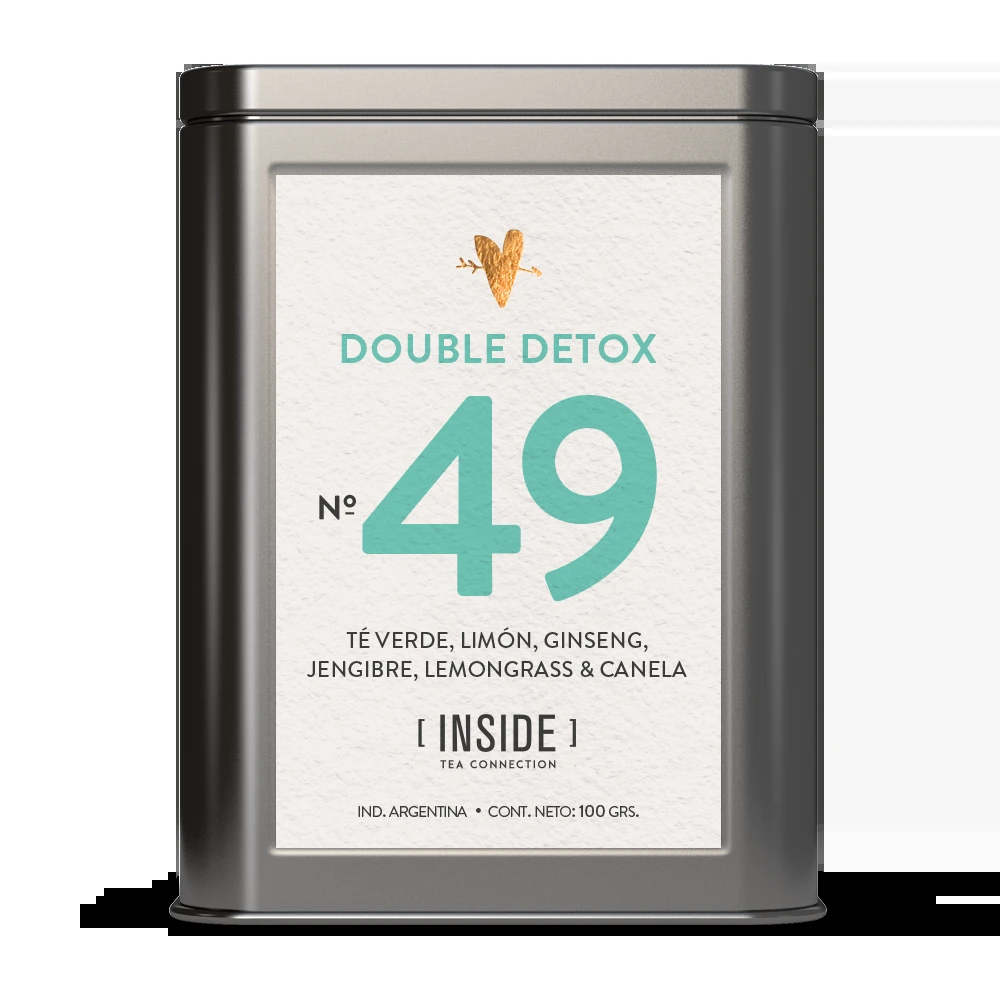 DOUBLE DETOX
Nº 49
TÉ VERDE, LIMÓN, GINSENG,
JENGIBRE, LEMONGRASS & CANELA
[ INSIDE ]
TEA CONNECTION
IND. ARGENTINA • CONT. NETO: 100 GRS.